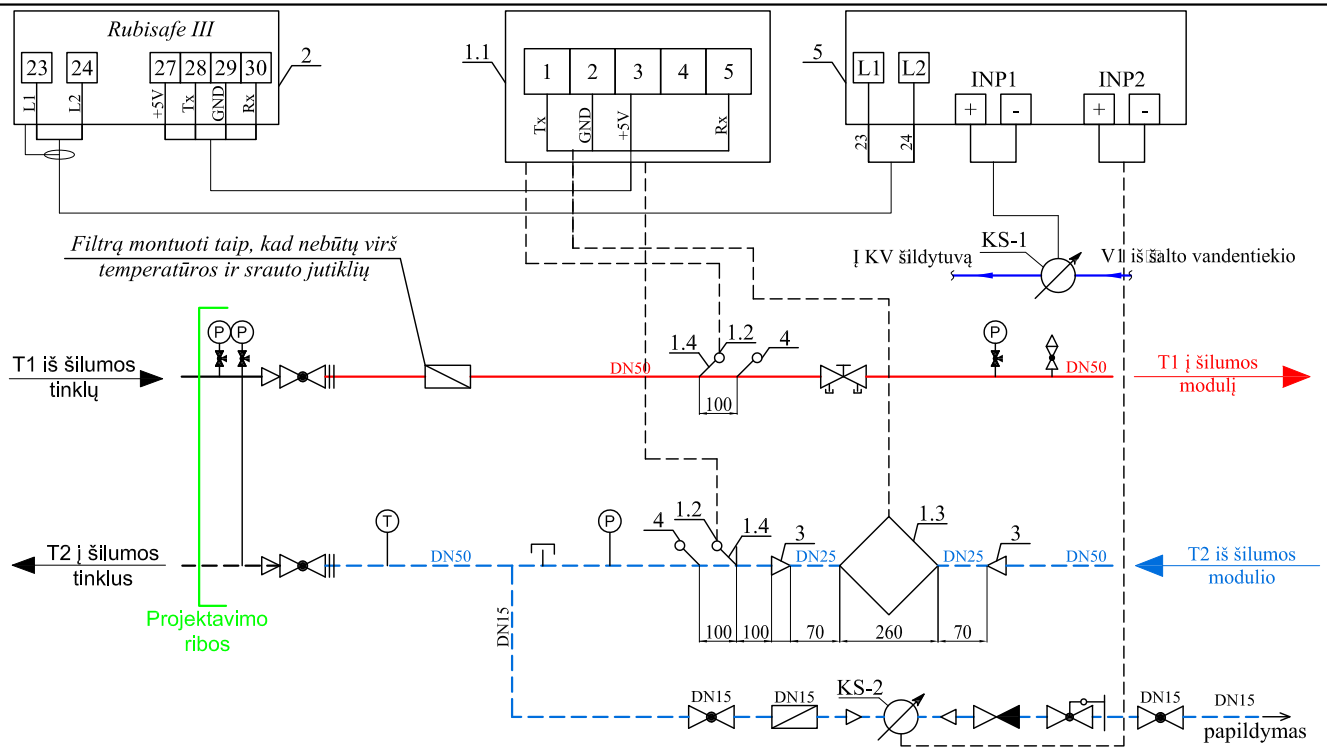 Rubisafe III
23 24 27 28 29 30
L1 L2 +5V Tx GND Rx
2
1.1
1 2 3 4 5
Tx GND +5V Rx
5
L1 L2
INP1
INP2
+ - + -
23 24
Filtrą montuoti taip, kad nebūtų virš
temperatūros ir srauto jutiklių
KS-1
Į KV šildytuvą
V1 iš šalto vandentiekio
P P
1.4 1.2 4
P
T1 iš šilumos
tinklų
DN50
DN50
T1 į šilumos
modulį
100
T
P
4 1.2 1.4 3
1.3
3
T2 į šilumos
tinklus
DN50
DN25
DN25
DN50
T2 iš šilumos
modulio
Projektavimo
ribos
DN15
100 100 70 260 70
DN15
DN15
KS-2
DN15
DN15
papildymas